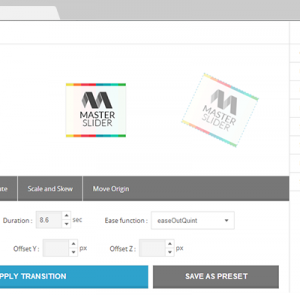 MASTER
SLIDER
MASTER
SLIDER
Scale and Skew Move Origin
Duration : 8.6 sec Ease function : easeOutQuint
Offset Y : px Offset Z : px
PPLY TRANSITION SAVE AS PRESET